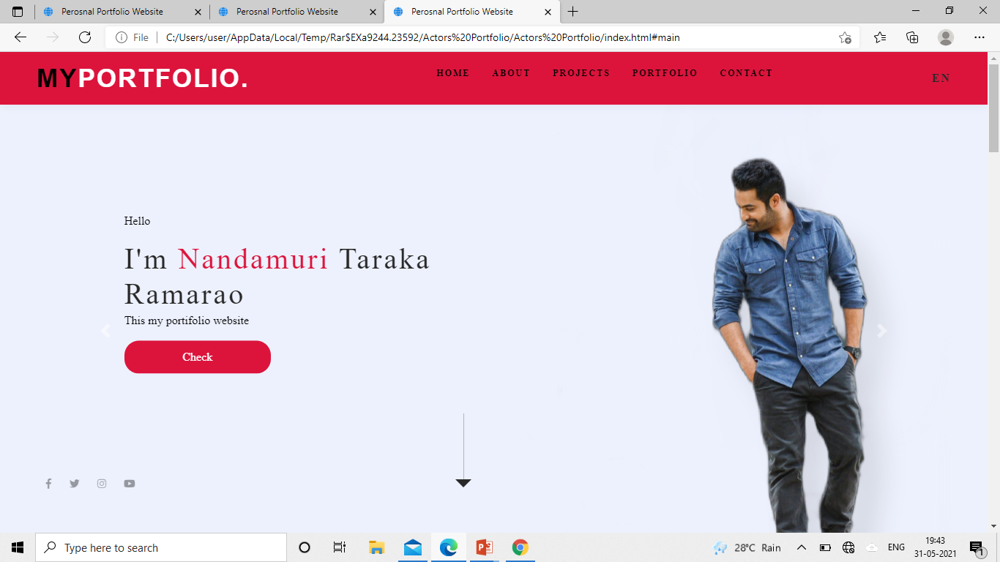 Perosnal Portfolio Website
Perosnal Portfolio Website
Perosnal Portfolio Website
File
C:/Users/user/AppData/Local/Temp/Rar$EXa9244.23592/Actors%20Portfolio/Actors%20Portfolio/index.html#main
MYPORTFOLIO.
HOME ABOUT PROJECTS PORTFOLIO CONTACT
EN
Hello
I'm Nandamuri Taraka
Ramarao
This my portifolio website
Check
Type here to search
28°C Rain
ENG
19:43
31-05-2021
1